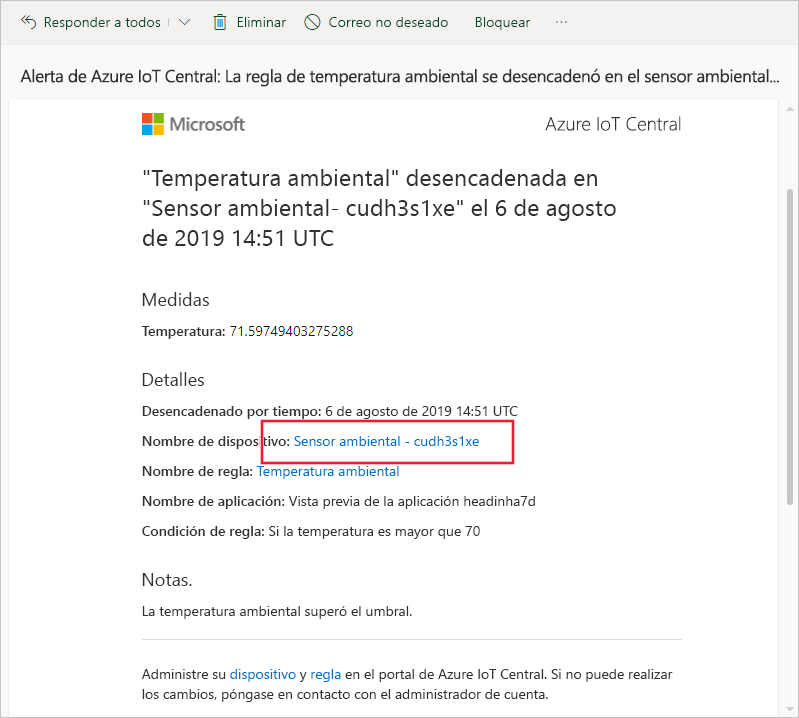 Responder a todos Eliminar Correo no deseado Bloquear ...
Alerta de Azure IoT Central: La regla de temperatura ambiental se desencadenó en el sensor ambiental...
Microsoft Azure IoT Central
"Temperatura ambiental" desencadenada en
"Sensor ambiental- cudh3s1xe" el 6 de agosto
de 2019 14:51 UTC
Medidas
Temperatura: 71.59749403275288
Detalles
Desencadenado por tiempo: 6 de agosto de 2019 14:51 UTC
Nombre de dispositivo: Sensor ambiental - cudh3s1xe
Nombre de regla: Temperatura ambiental
Nombre de aplicación: Vista previa de la aplicación headinha7d
Condición de regla: Si la temperatura es mayor que 70
Notas.
La temperatura ambiental superó el umbral.
Administre su dispositivo y regla en el portal de Azure IoT Central. Si no puede realizar
los cambios, póngase en contacto con el administrador de cuenta.